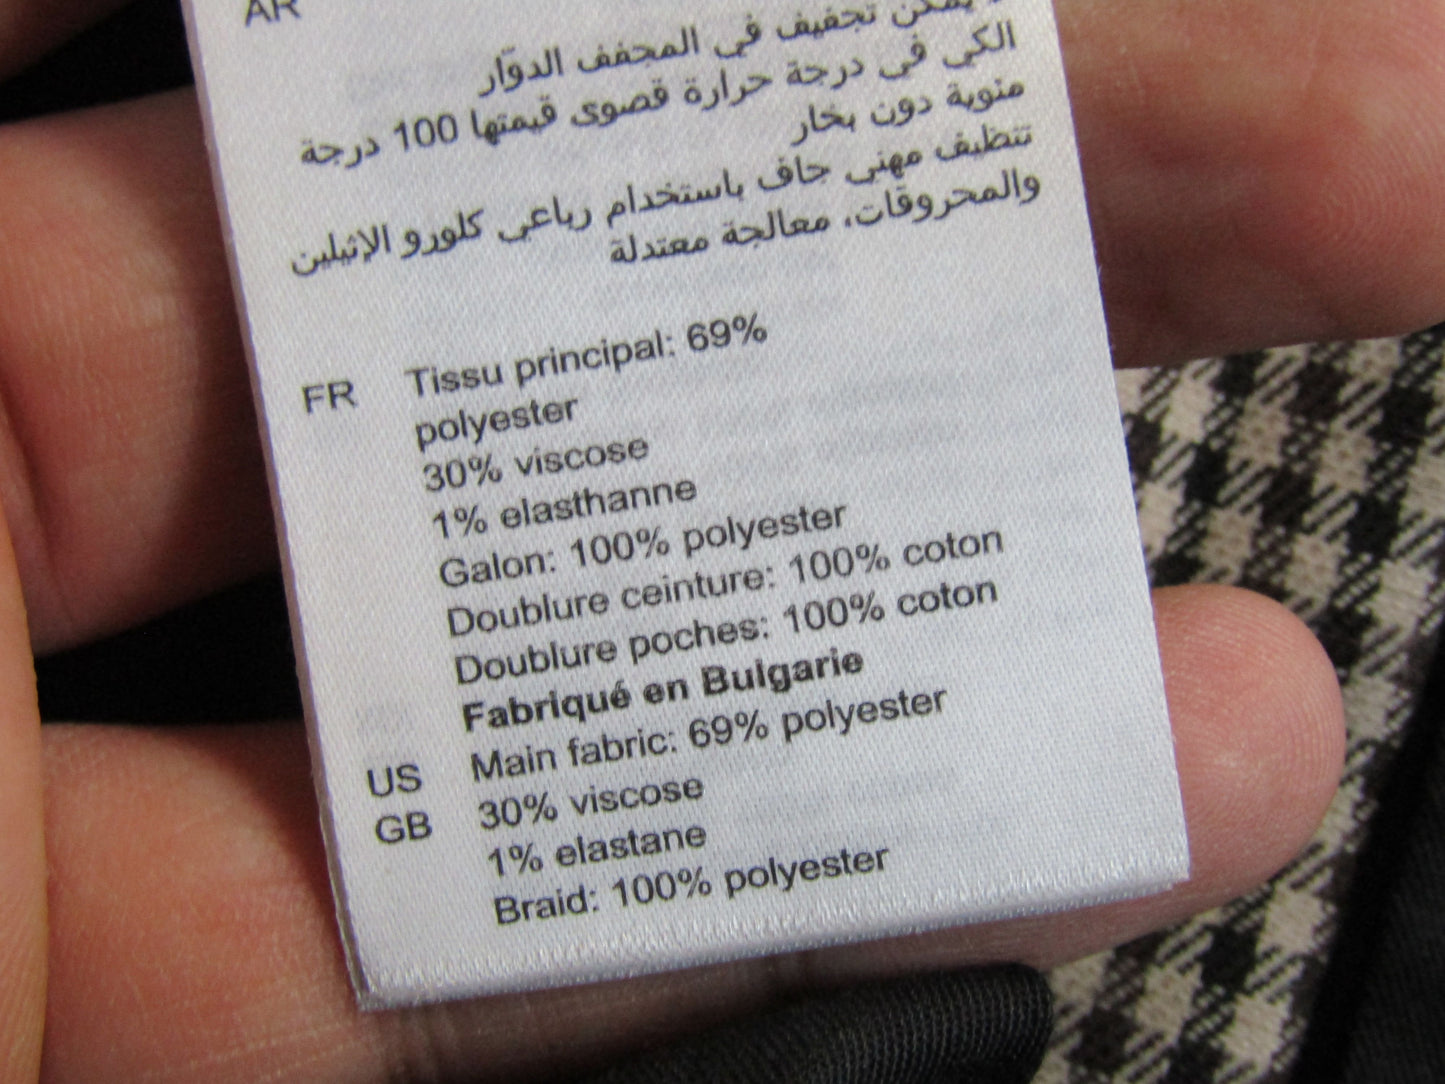 AR
يمكن تجفيف في المجفف الدوّار
الكي في درجة حرارة قصوى قيمتها 100 درجة
مئوية دون بخار
تنظيف مهني جاف باستخدام رباعي كلورو الإثيلين
والمحروقات، معالجة معتدلة
FR Tissu principal: 69%
polyester
30% viscose
1% elasthanne
Galon: 100% polyester
Doublure ceinture: 100% coton
Doublure poches: 100% coton
Fabriqué en Bulgarie
US Main fabric: 69% polyester
GB 30% viscose
1% elastane
Braid: 100% polyester